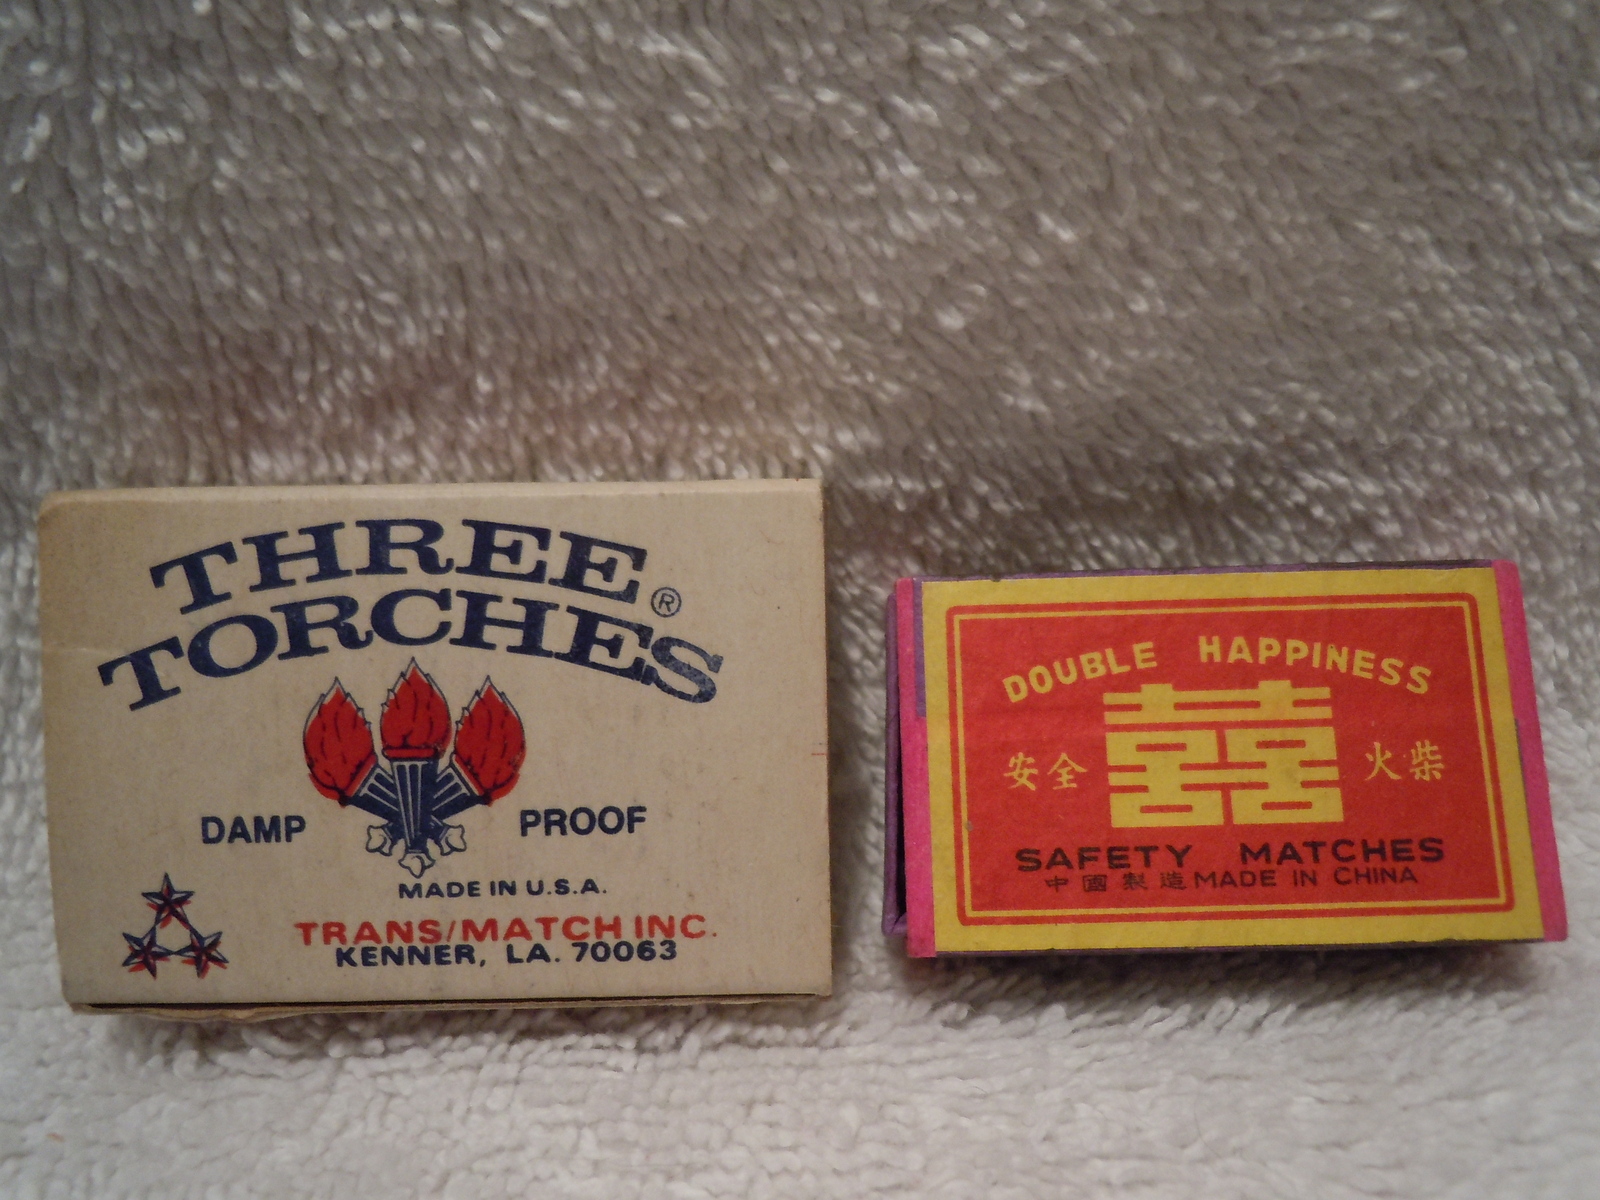 THREE
TORCHES®
DAMP PROOF
MADE IN U.S.A.
TRANS/MATCH INC.
KENNER, LA. 70063
DOUBLE HAPPINESS
囍
安全 火柴
SAFETY MATCHES
中國製造 MADE IN CHINA